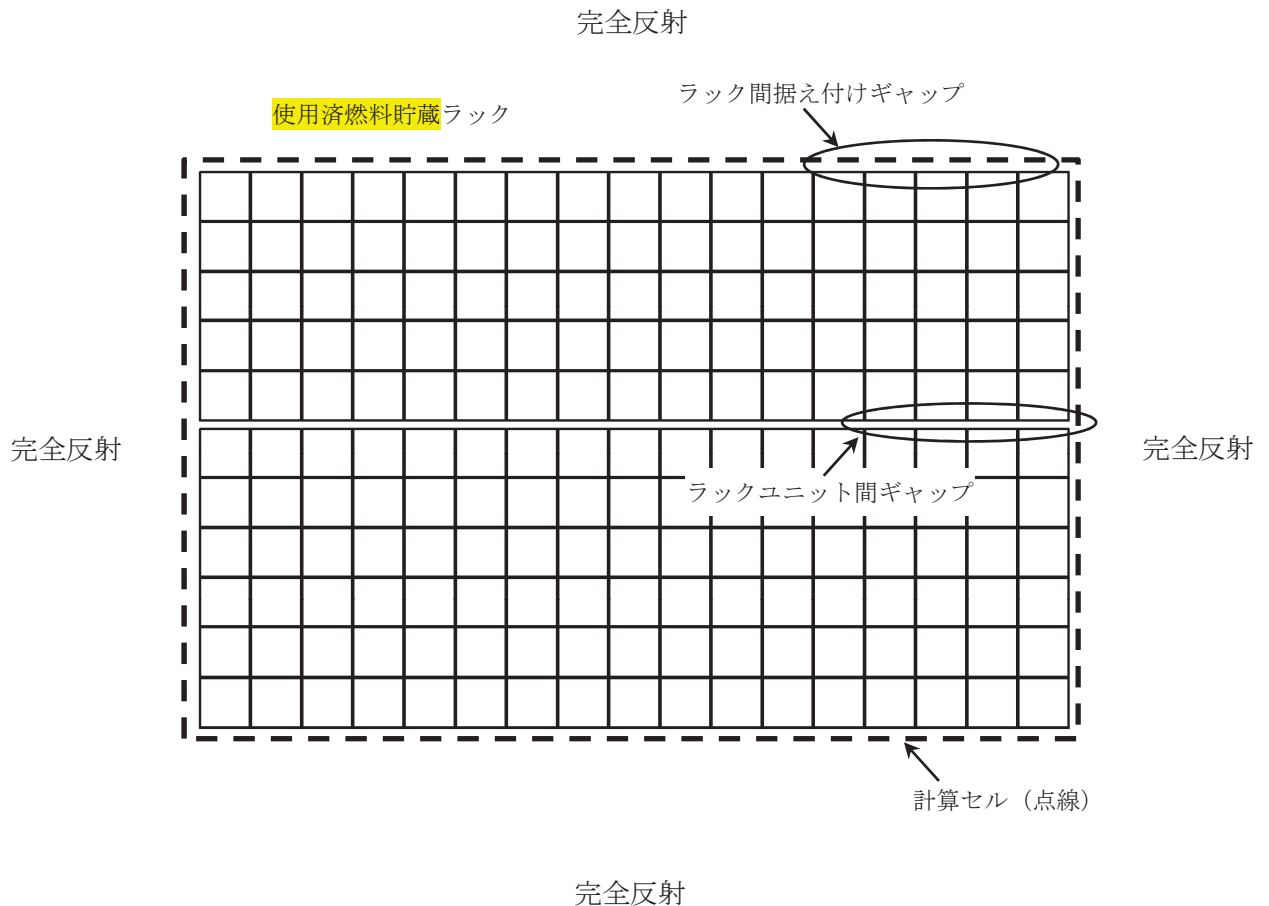 完全反射
ラック間据え付けギャップ
使用済燃料貯蔵ラック
完全反射
完全反射
ラックユニット間ギャップ
計算セル（点線）
完全反射